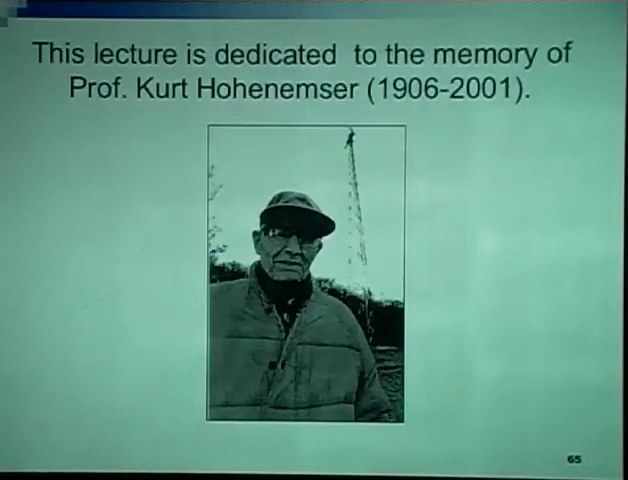 This lecture is dedicated to the memory of
Prof. Kurt Hohenemser (1906-2001).
65